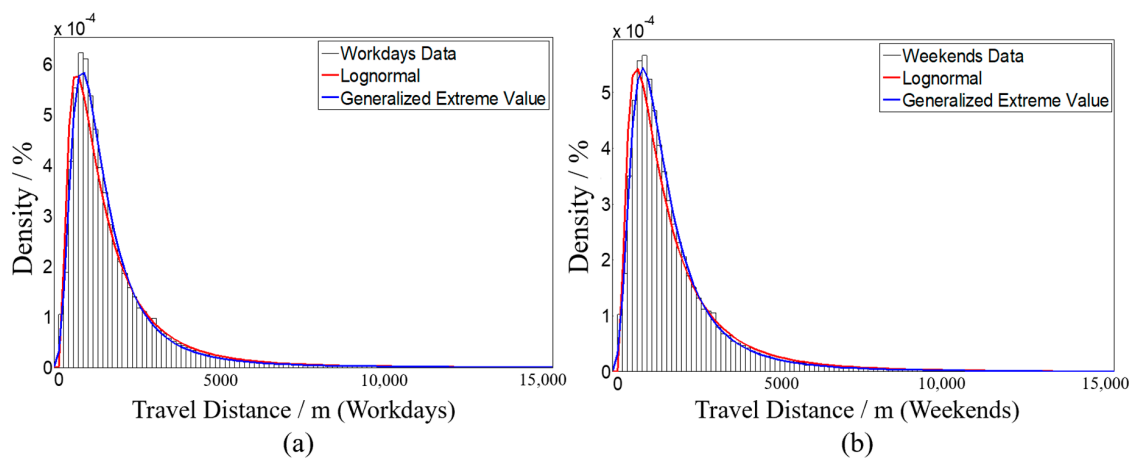 x 10⁻⁴
6
5
4
3
2
1
0
Density / %
Workdays Data
Lognormal
Generalized Extreme Value
0
5000
10,000
15,000
Travel Distance / m (Workdays)
(a)
x 10⁻⁴
5
4
3
2
1
0
Density / %
Weekends Data
Lognormal
Generalized Extreme Value
0
5000
10,000
15,000
Travel Distance / m (Weekends)
(b)